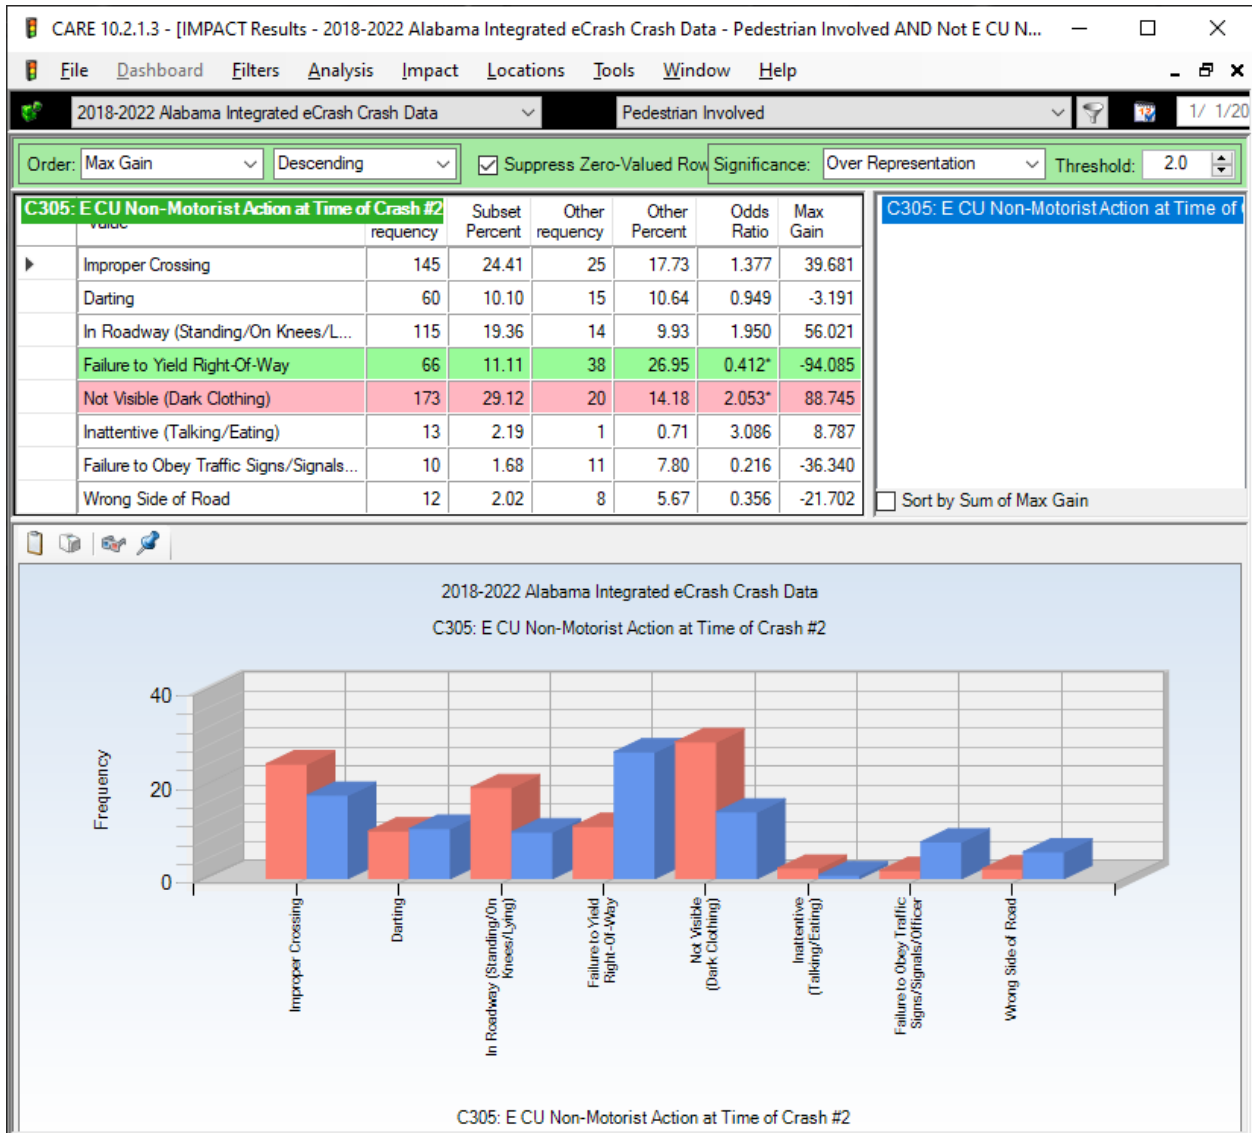 CARE 10.2.1.3 - [IMPACT Results - 2018-2022 Alabama Integrated eCrash Crash Data - Pedestrian Involved AND Not E CU N...
File Dashboard Filters Analysis Impact Locations Tools Window Help
2018-2022 Alabama Integrated eCrash Crash Data Pedestrian Involved 1/ 1/20
Order: Max Gain Descending Suppress Zero-Valued Row Significance: Over Representation Threshold: 2.0
C305: E CU Non-Motorist Action at Time of Crash #2 Subset Other Other Odds Max C305: E CU Non-Motorist Action at Time of
requency Percent requency Percent Ratio Gain
Improper Crossing 145 24.41 25 17.73 1.377 39.681
Darting 60 10.10 15 10.64 0.949 -3.191
In Roadway (Standing/On Knees/L... 115 19.36 14 9.93 1.950 56.021
Failure to Yield Right-Of-Way 66 11.11 38 26.95 0.412* -94.085
Not Visible (Dark Clothing) 173 29.12 20 14.18 2.053* 88.745
Inattentive (Talking/Eating) 13 2.19 1 0.71 3.086 8.787
Failure to Obey Traffic Signs/Signals... 10 1.68 11 7.80 0.216 -36.340
Wrong Side of Road 12 2.02 8 5.67 0.356 -21.702
Sort by Sum of Max Gain
2018-2022 Alabama Integrated eCrash Crash Data
C305: E CU Non-Motorist Action at Time of Crash #2
Frequency
40
20
0
Improper Crossing
Darting
In Roadway (Standing/On
Knees/Lying)
Failure to Yield
Right-Of-Way
Not Visible
(Dark Clothing)
Inattentive
(Talking/Eating)
Failure to Obey Traffic
Signs/Signals/Officer
Wrong Side of Road
C305: E CU Non-Motorist Action at Time of Crash #2